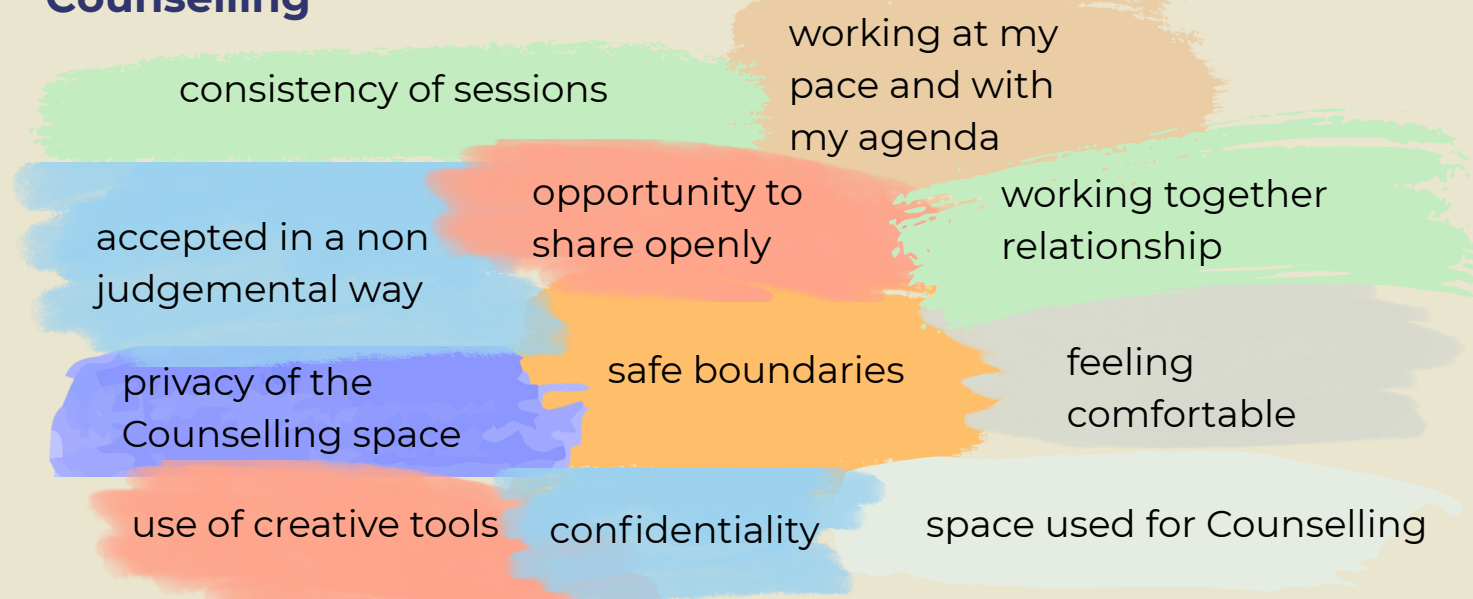 Counselling
consistency of sessions
working at my
pace and with
my agenda
accepted in a non
judgemental way
opportunity to
share openly
working together
relationship
privacy of the
Counselling space
safe boundaries
feeling
comfortable
use of creative tools
confidentiality
space used for Counselling